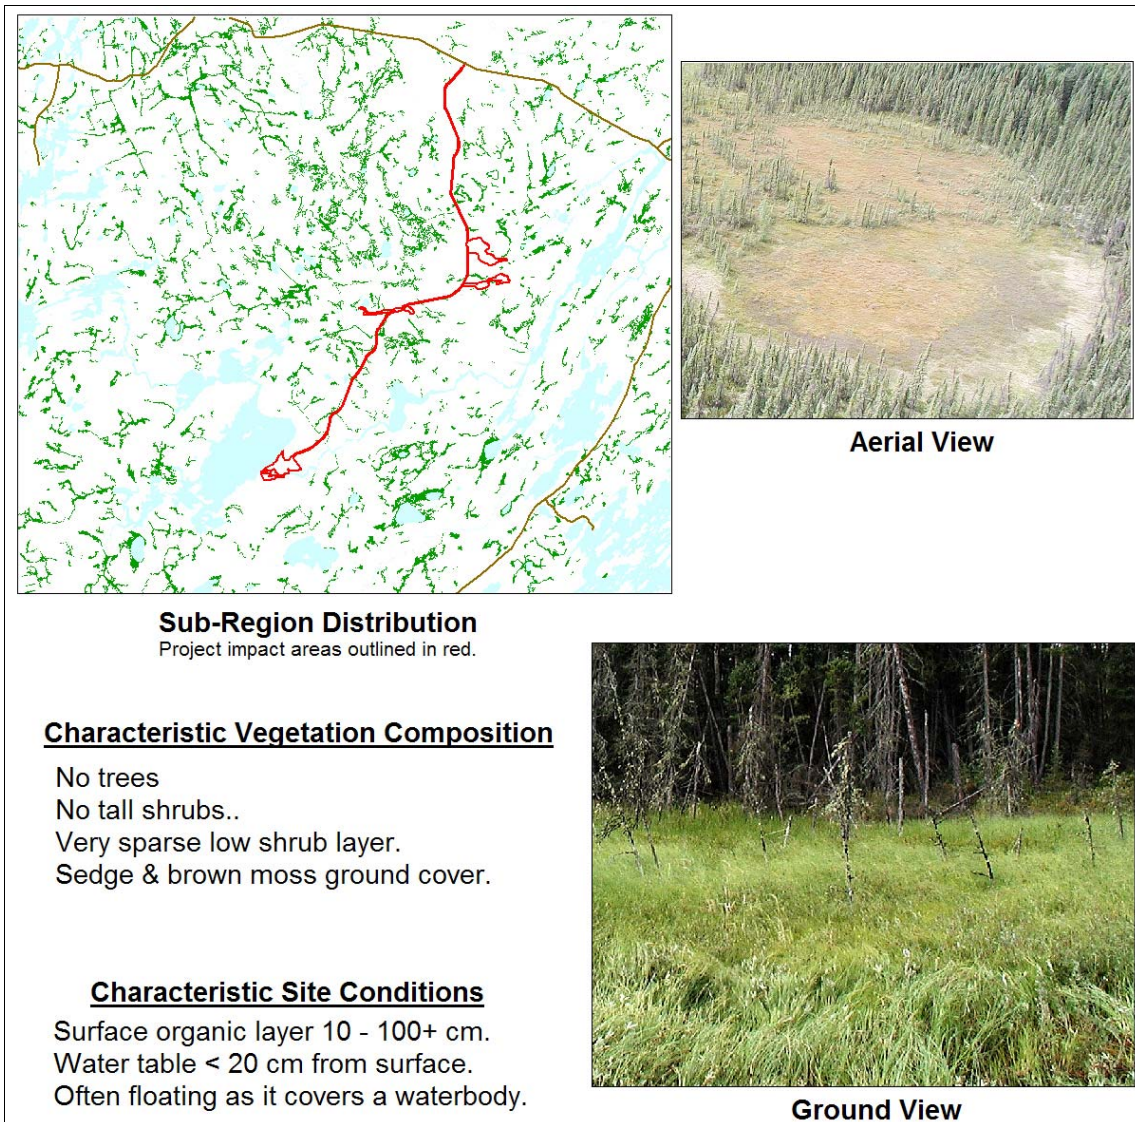 Aerial View
Sub-Region Distribution
Project impact areas outlined in red.
Characteristic Vegetation Composition
No trees
No tall shrubs..
Very sparse low shrub layer.
Sedge & brown moss ground cover.
Characteristic Site Conditions
Surface organic layer 10 - 100+ cm.
Water table < 20 cm from surface.
Often floating as it covers a waterbody.
Ground View